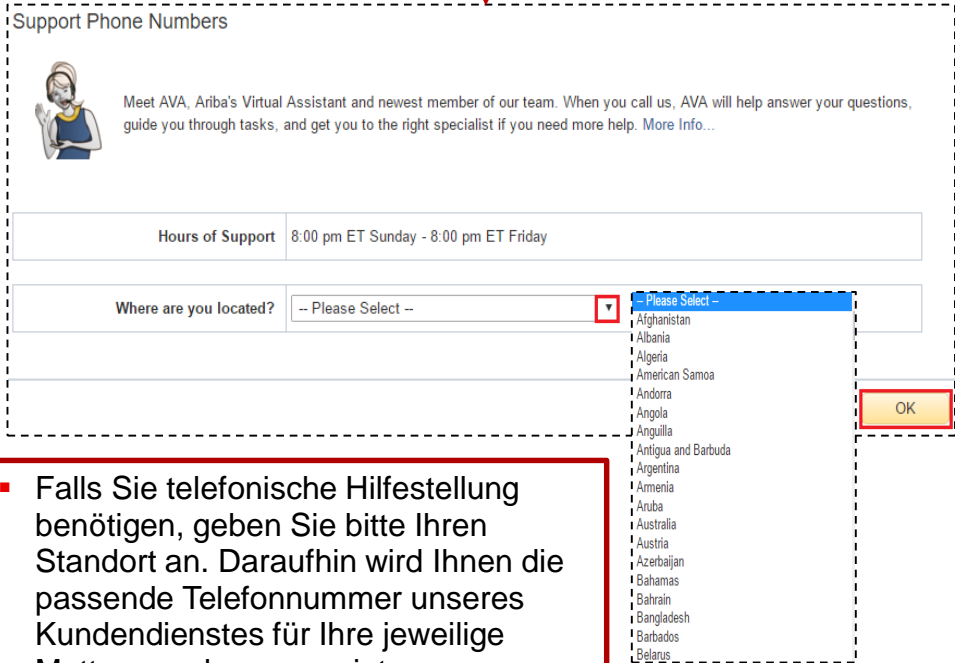 Support Phone Numbers
Meet AVA, Ariba's Virtual Assistant and newest member of our team. When you call us, AVA will help answer your questions,
guide you through tasks, and get you to the right specialist if you need more help. More Info...
Hours of Support 8:00 pm ET Sunday - 8:00 pm ET Friday
Where are you located? -- Please Select --
-- Please Select --
Afghanistan
Albania
Algeria
American Samoa
Andorra
Angola
Anguilla
Antigua and Barbuda
Argentina
Armenia
Aruba
Australia
Austria
Azerbaijan
Bahamas
Bahrain
Bangladesh
Barbados
Belarus
OK
Falls Sie telefonische Hilfestellung
benötigen, geben Sie bitte Ihren
Standort an. Daraufhin wird Ihnen die
passende Telefonnummer unseres
Kundendienstes für Ihre jeweilige